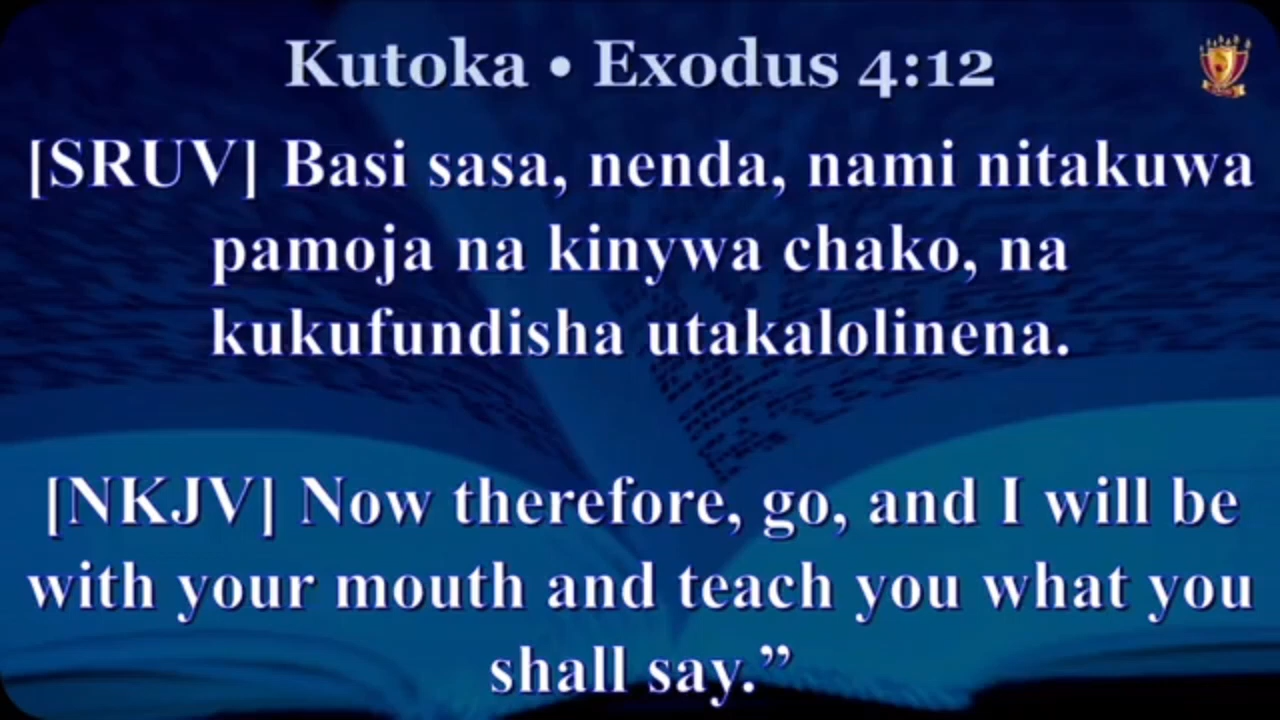 Kutoka • Exodus 4:12
[SRUV] Basi sasa, nenda, nami nitakuwa
pamoja na kinywa chako, na
kukufundisha utakalolinena.
[NKJV] Now therefore, go, and I will be
with your mouth and teach you what you
shall say.”